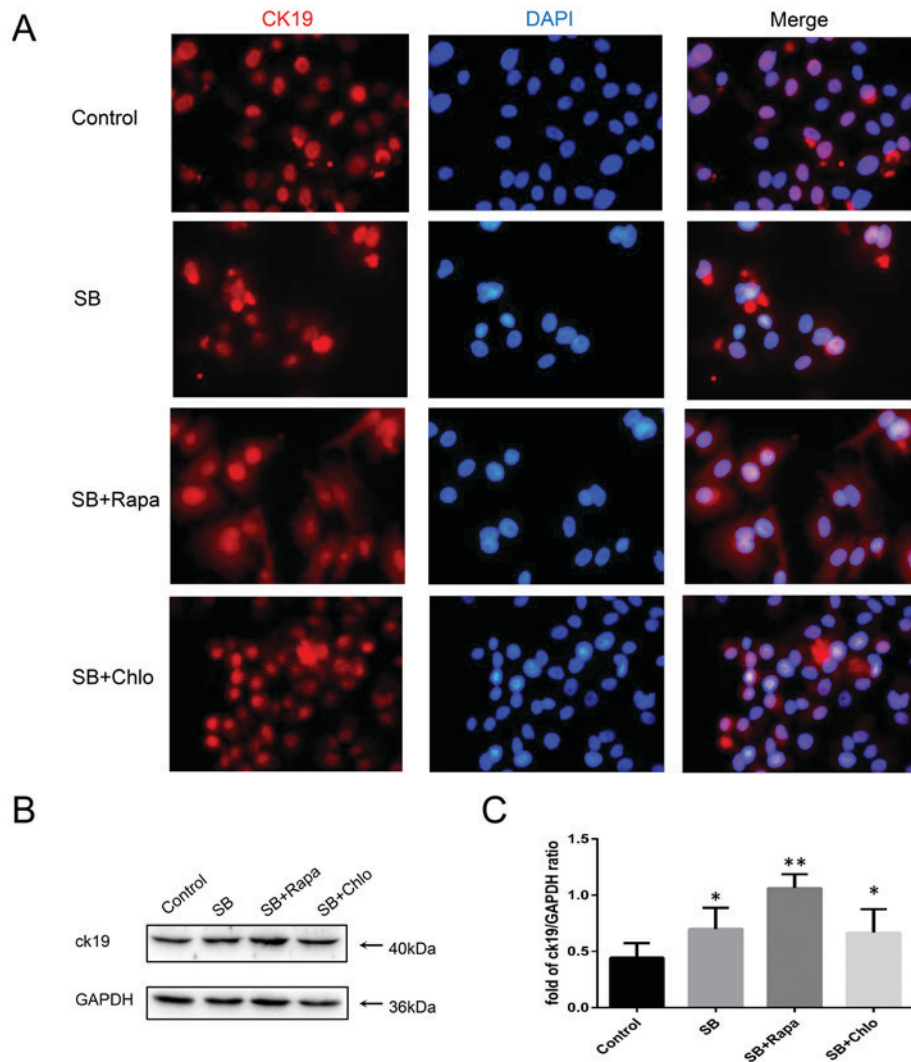 A
CK19 DAPI Merge
Control
SB
SB+Rapa
SB+Chlo
B
Control SB SB+Rapa SB+Chlo
ck19 ← 40kDa
GAPDH ← 36kDa
C
fold of ck19/GAPDH ratio
1.5
1.0
0.5
0.0
* ** *
Control SB SB+Rapa SB+Chlo